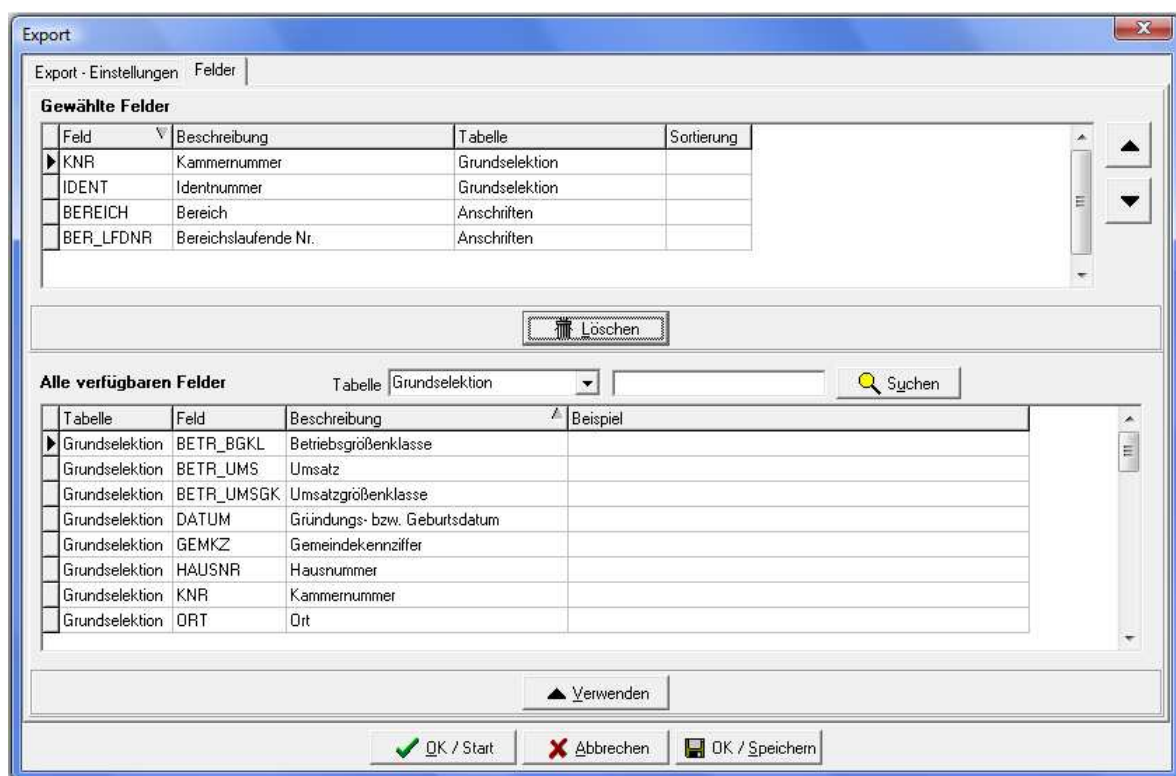 Export
Export - Einstellungen Felder
Gewählte Felder
Feld Beschreibung Tabelle Sortierung
KNR Kammernummer Grundselektion
IDENT Identnummer Grundselektion
BEREICH Bereich Anschriften
BER_LFDNR Bereichslaufende Nr. Anschriften
Löschen
Alle verfügbaren Felder Tabelle Grundselektion Suchen
Tabelle Feld Beschreibung Beispiel
Grundselektion BETR_BGKL Betriebsgrößenklasse
Grundselektion BETR_UMS Umsatz
Grundselektion BETR_UMSGK Umsatzgrößenklasse
Grundselektion DATUM Gründungs- bzw. Geburtsdatum
Grundselektion GEMKZ Gemeindekennziffer
Grundselektion HAUSNR Hausnummer
Grundselektion KNR Kammernummer
Grundselektion ORT Ort
Verwenden
OK / Start Abbrechen OK / Speichern